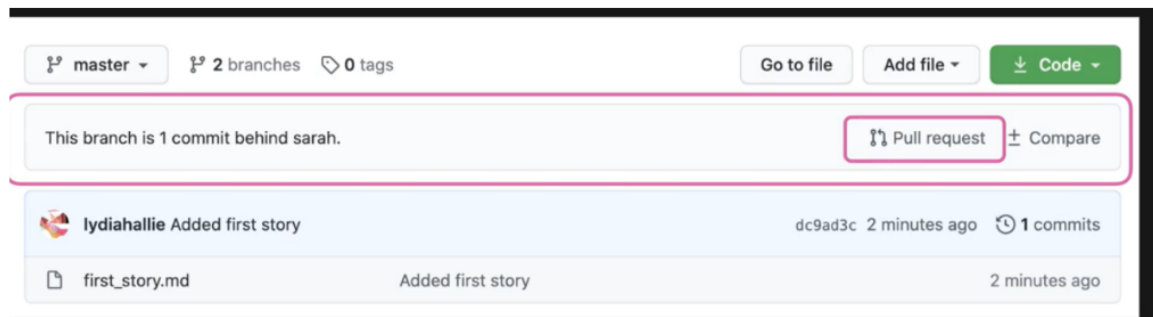 master 2 branches 0 tags Go to file Add file Code
This branch is 1 commit behind sarah. Pull request Compare
lydiahallie Added first story dc9ad3c 2 minutes ago 1 commits
first_story.md Added first story 2 minutes ago